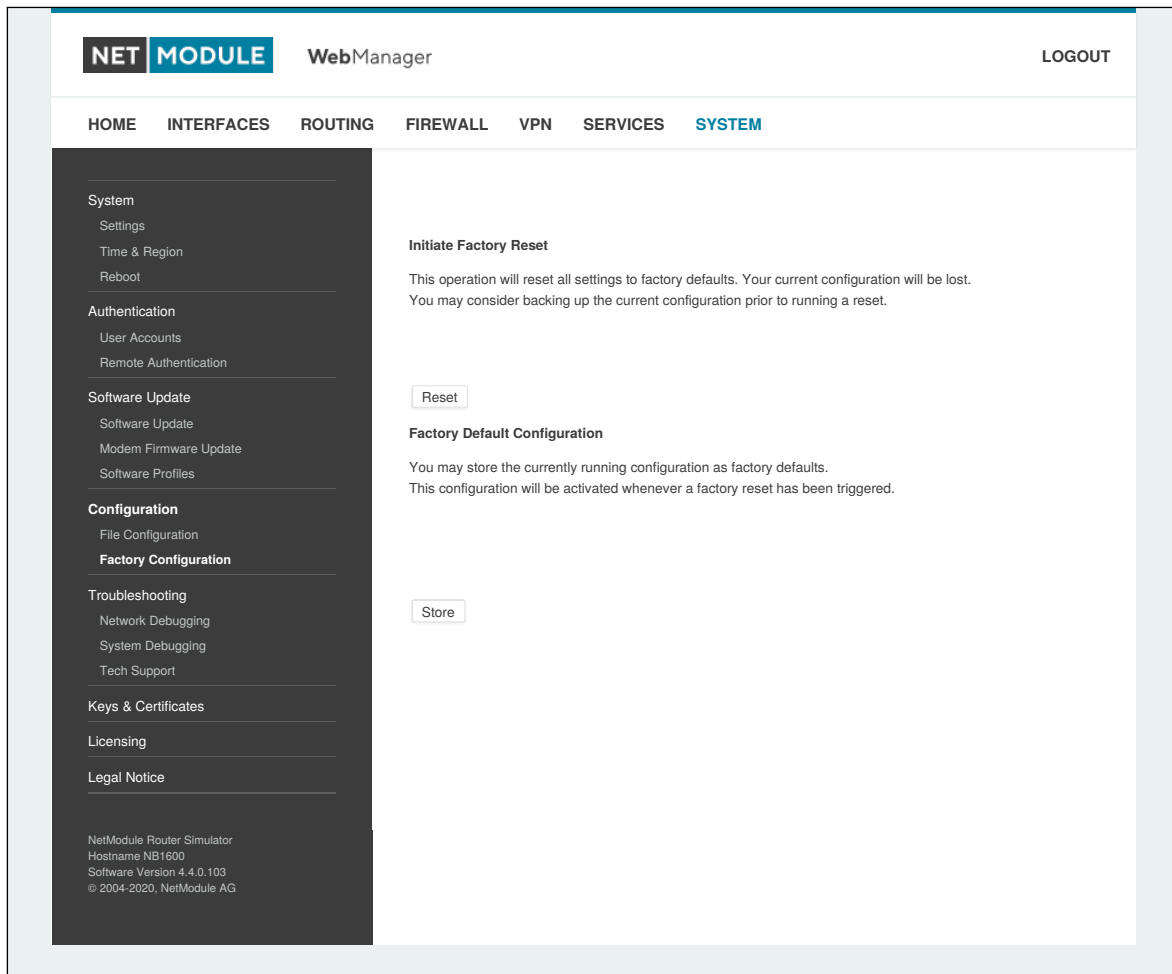 NET MODULE WebManager LOGOUT
HOME INTERFACES ROUTING FIREWALL VPN SERVICES SYSTEM
System
Settings
Time & Region
Reboot
Authentication
User Accounts
Remote Authentication
Software Update
Software Update
Modem Firmware Update
Software Profiles
Configuration
File Configuration
Factory Configuration
Troubleshooting
Network Debugging
System Debugging
Tech Support
Keys & Certificates
Licensing
Legal Notice
NetModule Router Simulator
Hostname NB1600
Software Version 4.4.0.103
© 2004-2020, NetModule AG
Initiate Factory Reset
This operation will reset all settings to factory defaults. Your current configuration will be lost.
You may consider backing up the current configuration prior to running a reset.
Reset
Factory Default Configuration
You may store the currently running configuration as factory defaults.
This configuration will be activated whenever a factory reset has been triggered.
Store